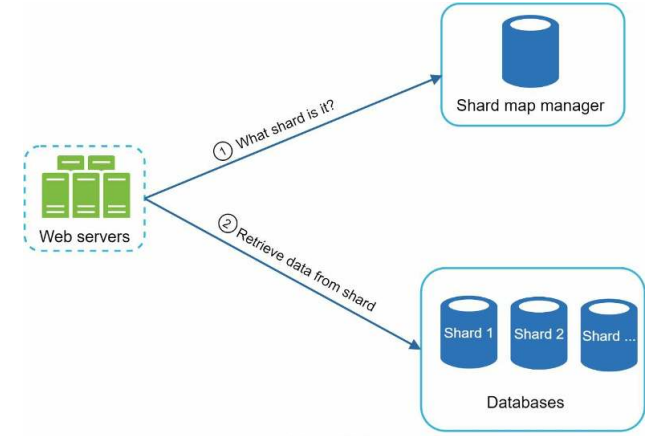 Shard map manager
1 What shard is it?
Web servers
2 Retrieve data from shard
Shard 1 Shard 2 Shard ...
Databases